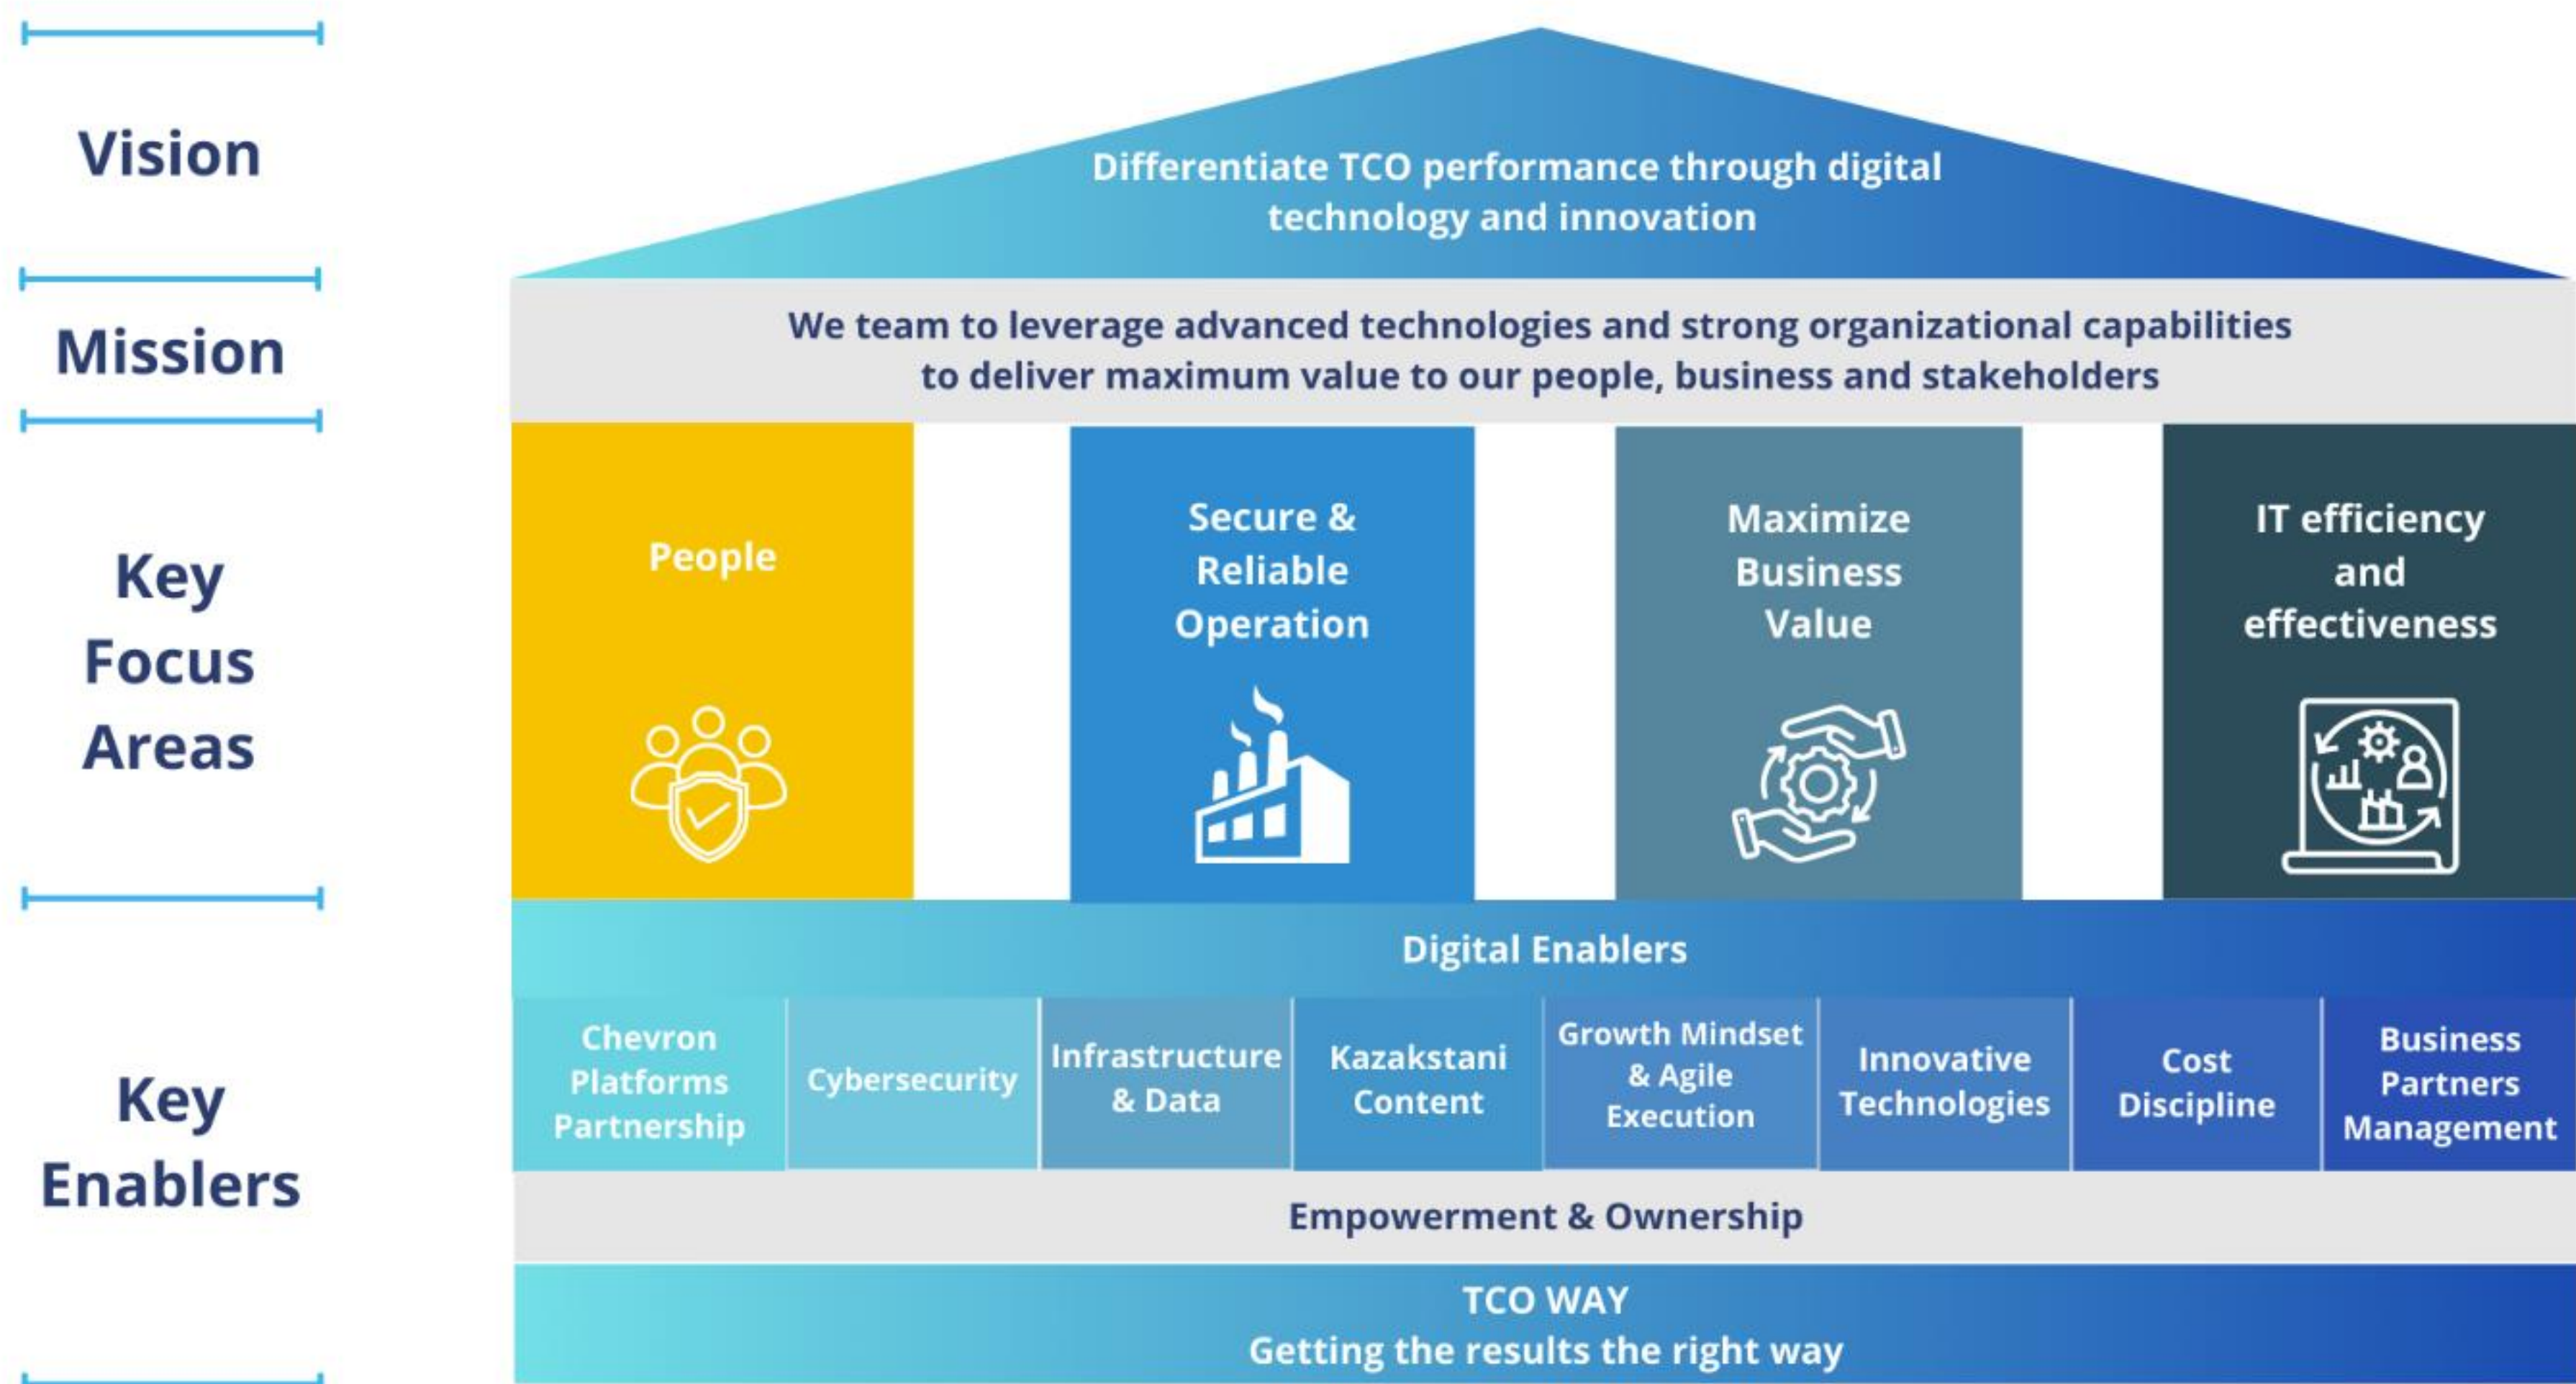 Vision
Differentiate TCO performance through digital
technology and innovation
Mission
We team to leverage advanced technologies and strong organizational capabilities
to deliver maximum value to our people, business and stakeholders
Key
Focus
Areas
People
Secure &
Reliable
Operation
Maximize
Business
Value
IT efficiency
and
effectiveness
Key
Enablers
Digital Enablers
Chevron
Platforms
Partnership
Cybersecurity
Infrastructure
& Data
Kazakstani
Content
Growth Mindset
& Agile
Execution
Innovative
Technologies
Cost
Discipline
Business
Partners
Management
Empowerment & Ownership
TCO WAY
Getting the results the right way